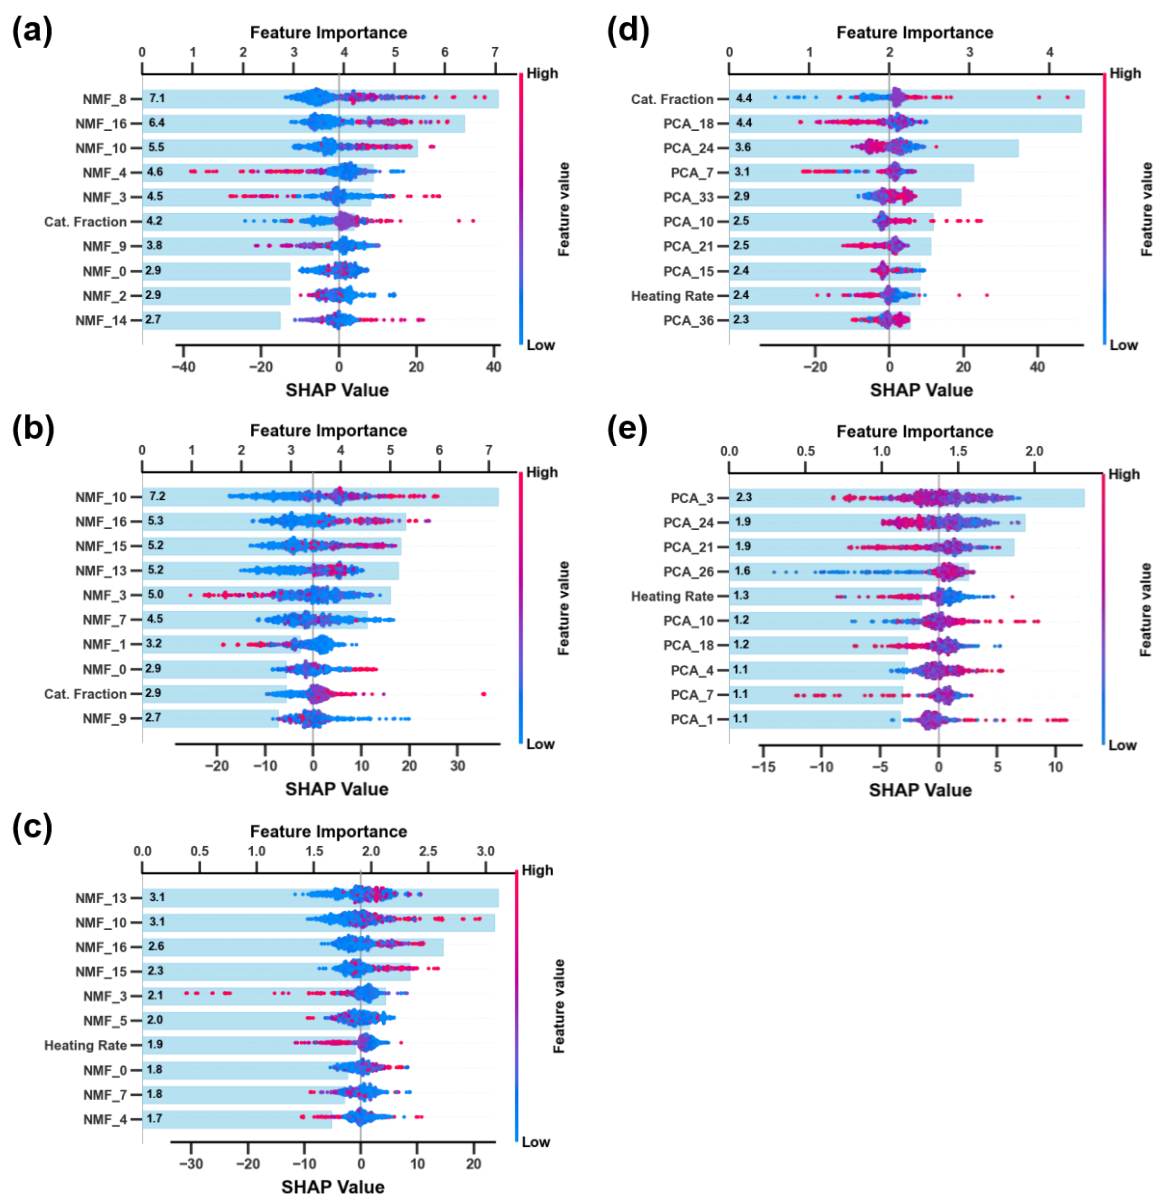 (a)
Feature Importance
0 1 2 3 4 5 6 7
High
NMF_8 7.1
NMF_16 6.4
NMF_10 5.5
NMF_4 4.6
NMF_3 4.5
Cat. Fraction 4.2
NMF_9 3.8
NMF_0 2.9
NMF_2 2.9
NMF_14 2.7
Feature value
Low
−40 −20 0 20 40
SHAP Value
(d)
Feature Importance
0 1 2 3 4
High
Cat. Fraction 4.4
PCA_18 4.4
PCA_24 3.6
PCA_7 3.1
PCA_33 2.9
PCA_10 2.5
PCA_21 2.5
PCA_15 2.4
Heating Rate 2.4
PCA_36 2.3
Feature value
Low
−20 0 20 40
SHAP Value
(b)
Feature Importance
0 1 2 3 4 5 6 7
High
NMF_10 7.2
NMF_16 5.3
NMF_15 5.2
NMF_13 5.2
NMF_3 5.0
NMF_7 4.5
NMF_1 3.2
NMF_0 2.9
Cat. Fraction 2.9
NMF_9 2.7
Feature value
Low
−20 −10 0 10 20 30
SHAP Value
(e)
Feature Importance
0.0 0.5 1.0 1.5 2.0
High
PCA_3 2.3
PCA_24 1.9
PCA_21 1.9
PCA_26 1.6
Heating Rate 1.3
PCA_10 1.2
PCA_18 1.2
PCA_4 1.1
PCA_7 1.1
PCA_1 1.1
Feature value
Low
−15 −10 −5 0 5 10
SHAP Value
(c)
Feature Importance
0.0 0.5 1.0 1.5 2.0 2.5 3.0
High
NMF_13 3.1
NMF_10 3.1
NMF_16 2.6
NMF_15 2.3
NMF_3 2.1
NMF_5 2.0
Heating Rate 1.9
NMF_0 1.8
NMF_7 1.8
NMF_4 1.7
Feature value
Low
−30 −20 −10 0 10 20
SHAP Value